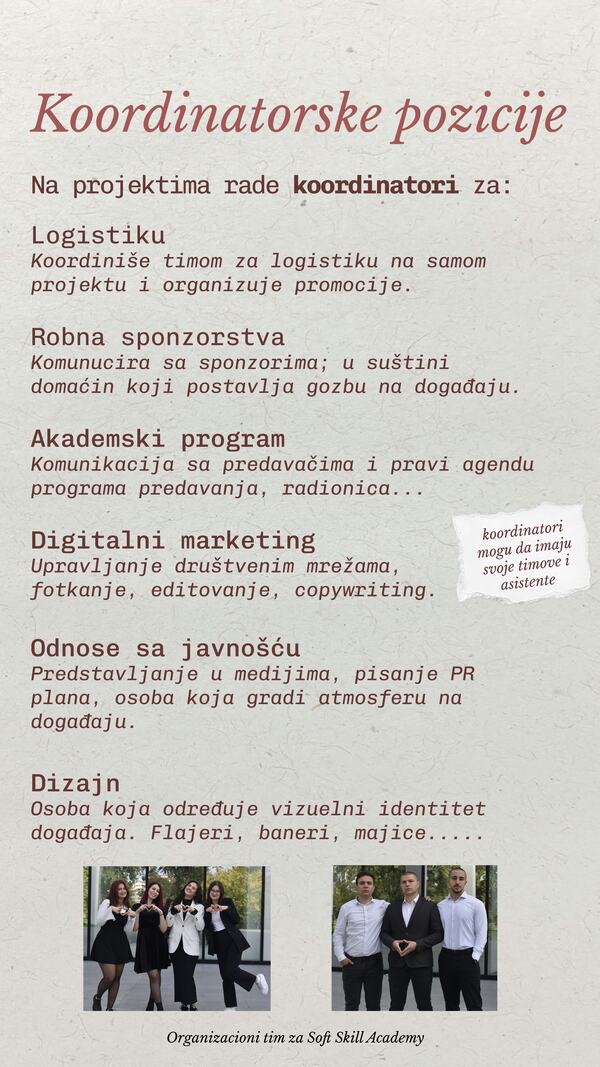 Koordinatorske pozicije
Na projektima rade koordinatori za:
Logistiku
Koordiniše timom za logistiku na samom
projektu i organizuje promocije.
Robna sponzorstva
Komunucira sa sponzorima; u suštini
domaćin koji postavlja gozbu na događaju.
Akademski program
Komunikacija sa predavačima i pravi agendu
programa predavanja, radionica...
Digitalni marketing
Upravljanje društvenim mrežama,
fotkanje, editovanje, copywriting.
koordinatori
mogu da imaju
svoje timove i
asistente
Odnose sa javnošću
Predstavljanje u medijima, pisanje PR
plana, osoba koja gradi atmosferu na
događaju.
Dizajn
Osoba koja određuje vizuelni identitet
događaja. Flajeri, baneri, majice.....
Organizacioni tim za Soft Skill Academy